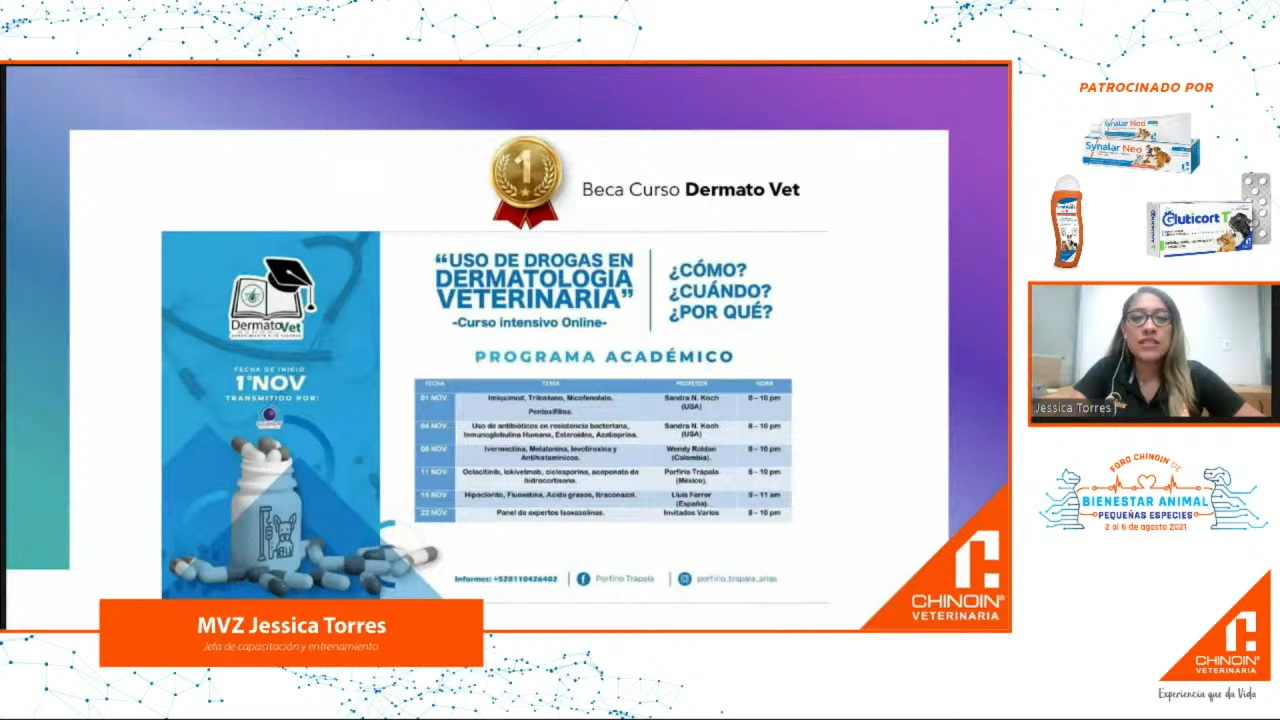 PATROCINADO POR
Synalar Neo
Synalar Neo
Gluticort T
1
Beca Curso Dermato Vet
DermatoVet
FECHA DE INICIO
1°NOV
TRANSMITIDO POR:
“USO DE DROGAS EN
DERMATOLOGIA
VETERINARIA”
-Curso intensivo Online-
¿CÓMO?
¿CUÁNDO?
¿POR QUÉ?
PROGRAMA ACADÉMICO
FECHA TEMA PROFESOR HORA
01 NOV Imiquimod, Trilostano, Micofenolato, Pentoxifilina. Sandra N. Koch (USA) 8 – 10 pm
04 NOV Uso de antibióticos en resistencia bacteriana, Inmunoglobulina Humana, Esteroides, Azatioprina. Sandra N. Koch (USA) 8 – 10 pm
08 NOV Ivermectina, Melatonina, levotiroxina y Antihistamínicos. Wendy Roldan (Colombia). 8 – 10 pm
11 NOV Oclacitinib, lokivetmab, ciclosporina, aceponato de hidrocortisona. Porfirio Trapala (México). 8 – 10 pm
16 NOV Hipoclorito, Fluoxetina, Acido grasos, Itraconazol. Lluis Ferrer (España). 9 – 11 am
22 NOV Panel de expertos Isoxazolinas. Invitados Varios 8 – 10 pm
Informes: +528110426402
Porfirio Trapala
porfirio_trapala_arias
CHINOIN®
VETERINARIA
MVZ Jessica Torres
Jefa de capacitación y entrenamiento
Jessica Torres
FORO CHINOIN DE
BIENESTAR ANIMAL
PEQUEÑAS ESPECIES
2 al 6 de agosto 2021
CHINOIN®
VETERINARIA
Experiencia que da Vida